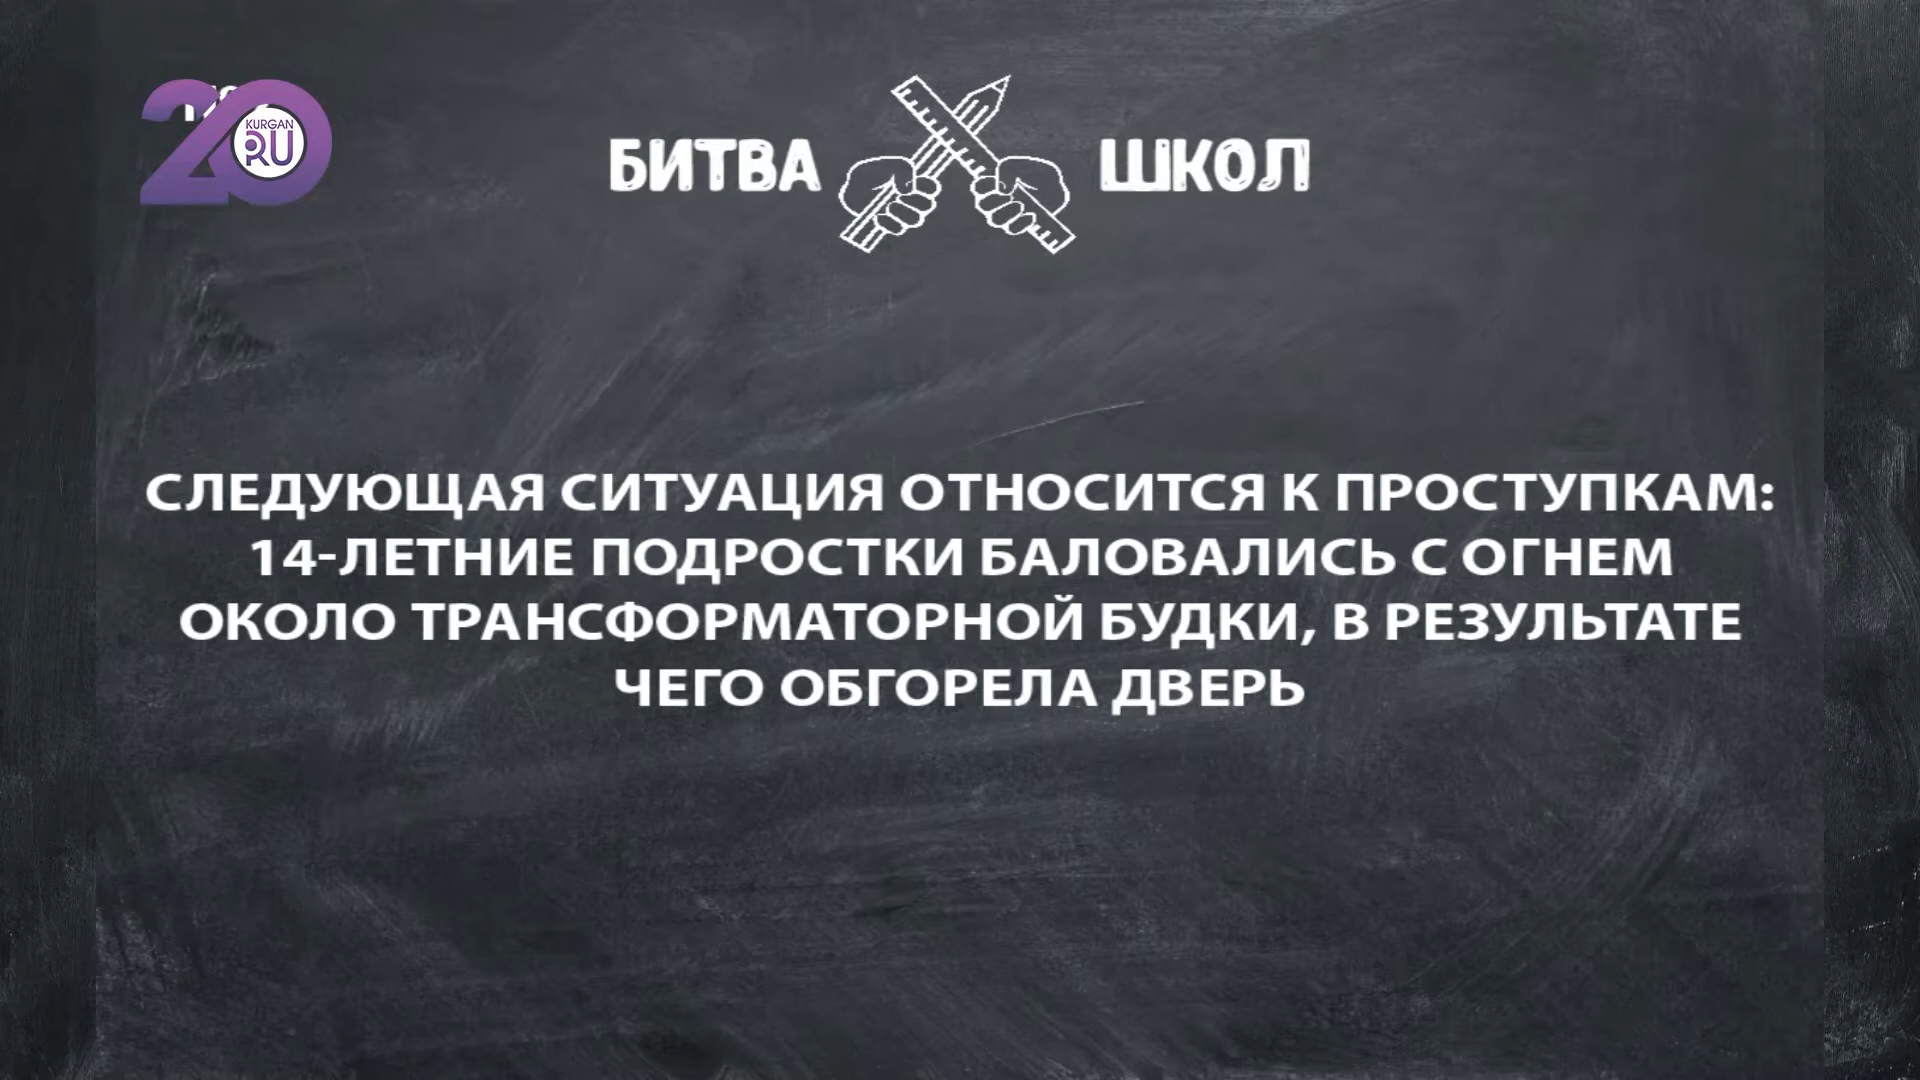 20
KURGAN
RU
БИТВА ШКОЛ
СЛЕДУЮЩАЯ СИТУАЦИЯ ОТНОСИТСЯ К ПРОСТУПКАМ:
14-ЛЕТНИЕ ПОДРОСТКИ БАЛОВАЛИСЬ С ОГНЕМ
ОКОЛО ТРАНСФОРМАТОРНОЙ БУДКИ, В РЕЗУЛЬТАТЕ
ЧЕГО ОБГОРЕЛА ДВЕРЬ